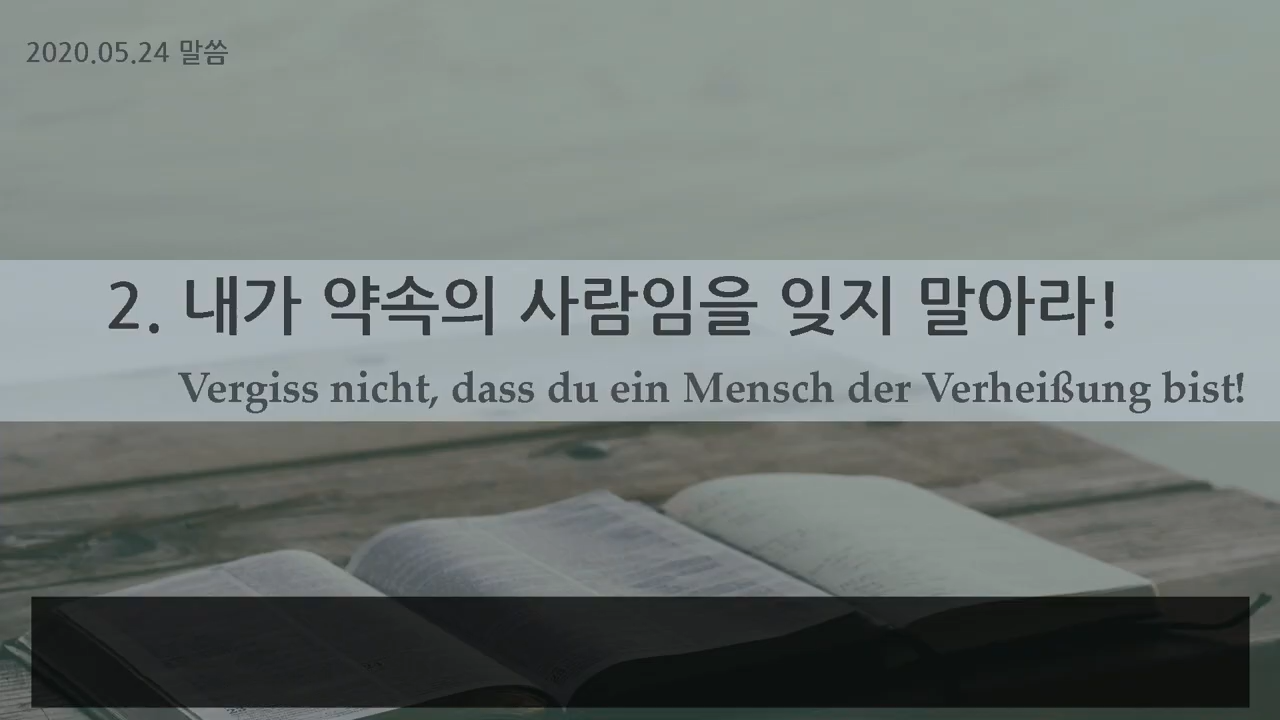 2020.05.24 말씀
2. 내가 약속의 사람임을 잊지 말아라!
Vergiss nicht, dass du ein Mensch der Verheißung bist!